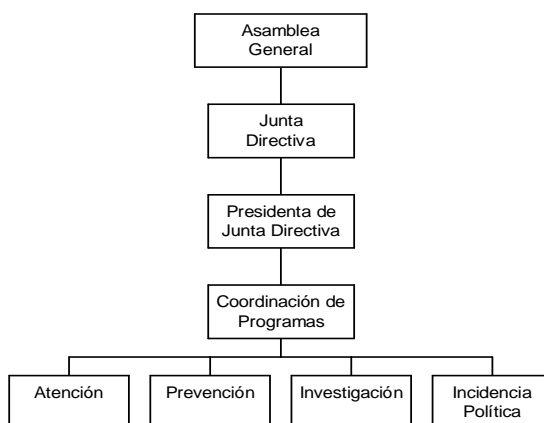 Asamblea
General
Junta
Directiva
Presidenta de
Junta Directiva
Coordinación de
Programas
Atención
Prevención
Investigación
Incidencia
Política